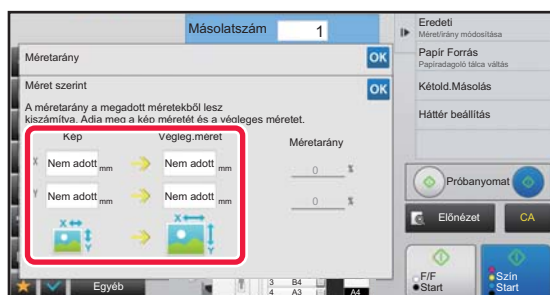 Másolatszám 1
Méretarány OK
Méret szerint OK
A méretarány a megadott méretekből lesz
kiszámítva. Adja meg a kép méretét és a végleges méretet.
Kép Végleg.méret Méretarány
X Nem adott mm Nem adott mm 0 %
Y Nem adott mm Nem adott mm 0 %
X Y X Y
Egyéb
3 B4
4 A3 A4
Eredeti
Méret/irány módosítása
Papír Forrás
Papíradagoló tálca váltás
Kétold.Másolás
Háttér beállítás
Próbanyomat
Előnézet CA
F/F
Start
Szín
Start